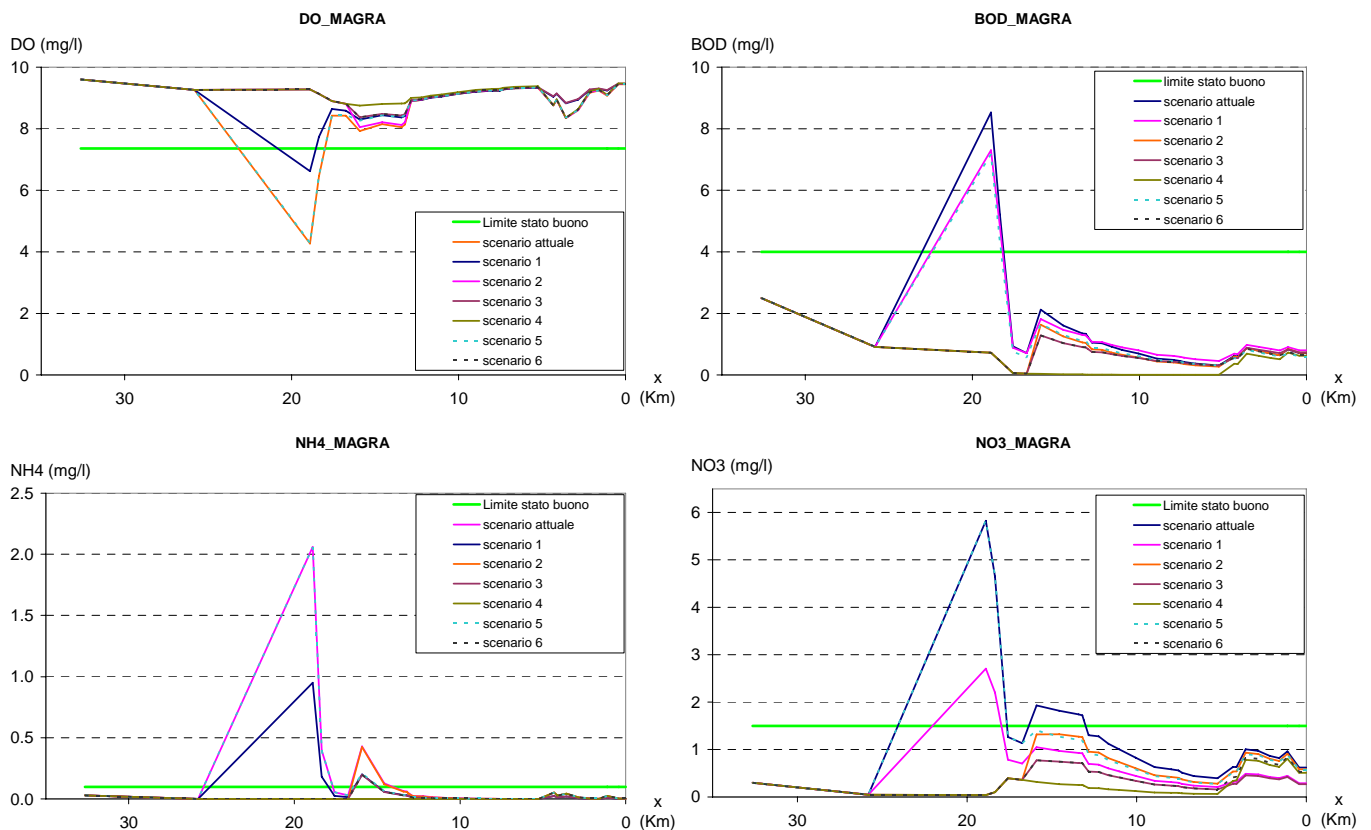 DO_MAGRA
DO (mg/l)
10
8
6
4
2
0
30
20
10
0
x
(Km)
Limite stato buono
scenario attuale
scenario 1
scenario 2
scenario 3
scenario 4
scenario 5
scenario 6
BOD_MAGRA
BOD (mg/l)
10
8
6
4
2
0
30
20
10
0
x
(Km)
limite stato buono
scenario attuale
scenario 1
scenario 2
scenario 3
scenario 4
scenario 5
scenario 6
NH4_MAGRA
NH4 (mg/l)
2.5
2.0
1.5
1.0
0.5
0.0
30
20
10
0
x
(Km)
Limite stato buono
scenario attuale
scenario 1
scenario 2
scenario 3
scenario 4
scenario 5
scenario 6
NO3_MAGRA
NO3 (mg/l)
6
5
4
3
2
1
0
30
20
10
0
x
(Km)
Limite stato buono
scenario attuale
scenario 1
scenario 2
scenario 3
scenario 4
scenario 5
scenario 6